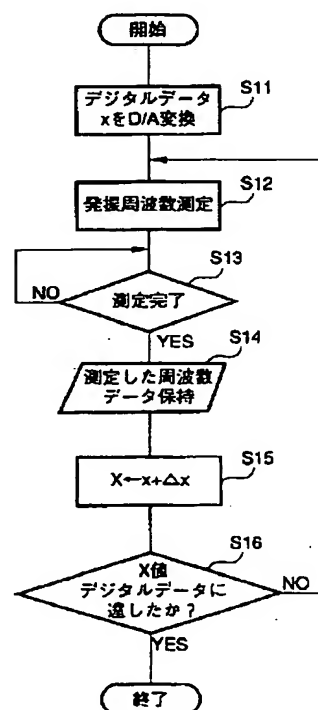 開始
S11
デジタルデータ
xをD/A変換
S12
発振周波数測定
S13
測定完了
NO
YES
S14
測定した周波数
データ保持
S15
X←x+△x
S16
X値
デジタルデータに
達したか?
NO
YES
終了